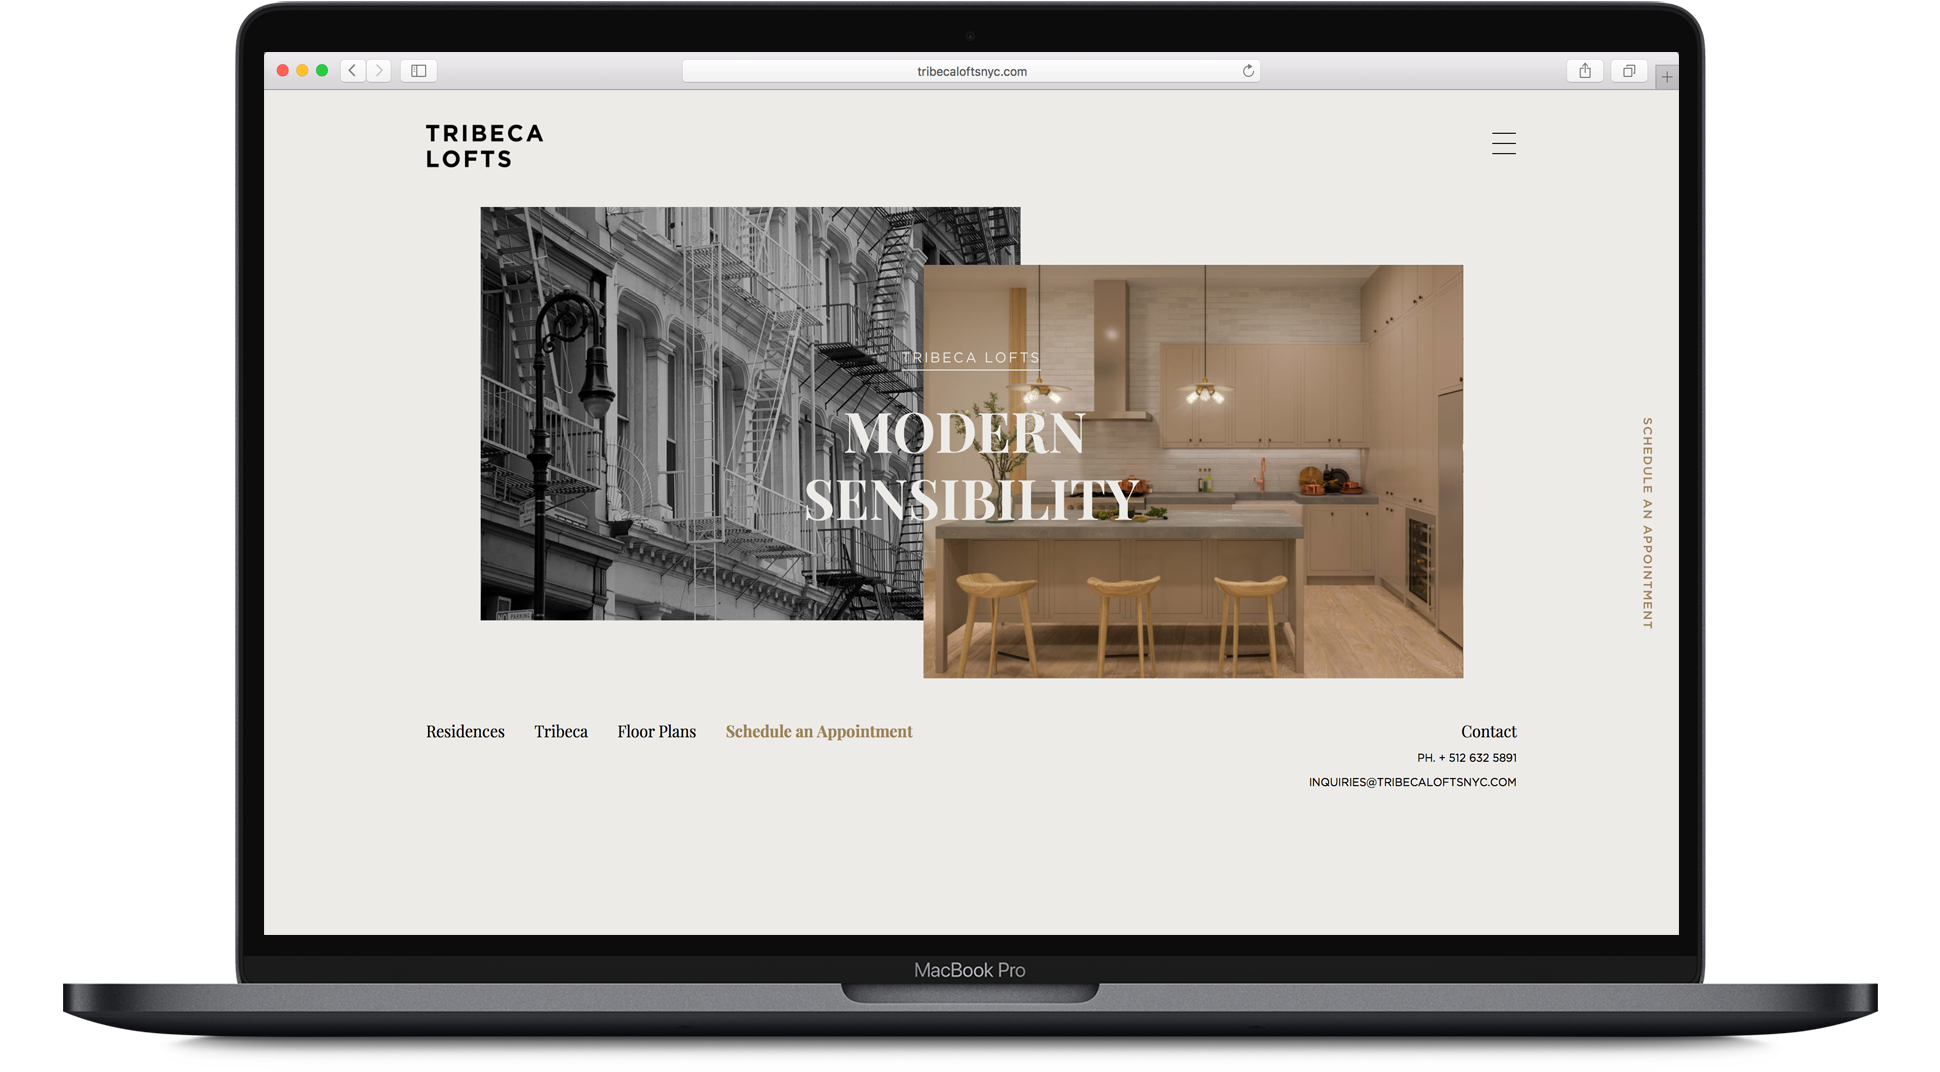 tribecaloftsnyc.com
TRIBECA
LOFTS
TRIBECA LOFTS
MODERN
SENSIBILITY
SCHEDULE AN APPOINTMENT
Residences Tribeca Floor Plans Schedule an Appointment
Contact
PH. + 512 632 5891
INQUIRIES@TRIBECALOFTSNYC.COM
MacBook Pro